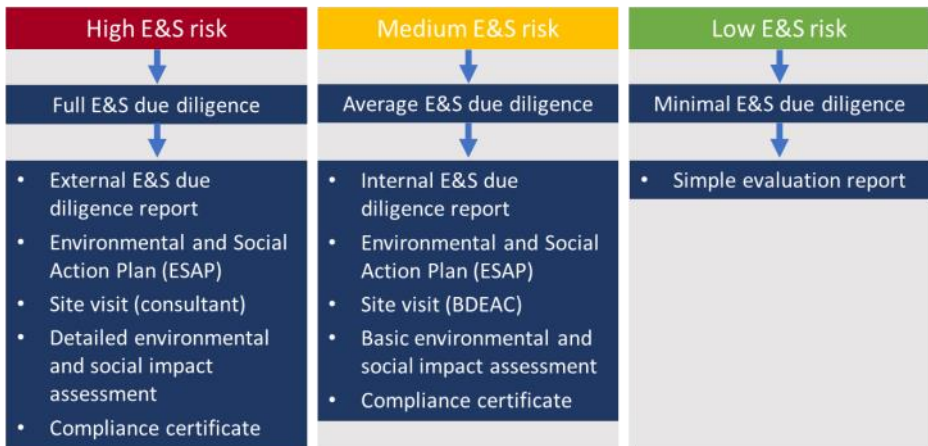 High E&S risk
Full E&S due diligence
• External E&S due
diligence report
• Environmental and Social
Action Plan (ESAP)
• Site visit (consultant)
• Detailed environmental
and social impact
assessment
• Compliance certificate
Medium E&S risk
Average E&S due diligence
• Internal E&S due
diligence report
• Environmental and Social
Action Plan (ESAP)
• Site visit (BDEAC)
• Basic environmental and
social impact assessment
• Compliance certificate
Low E&S risk
Minimal E&S due diligence
• Simple evaluation report